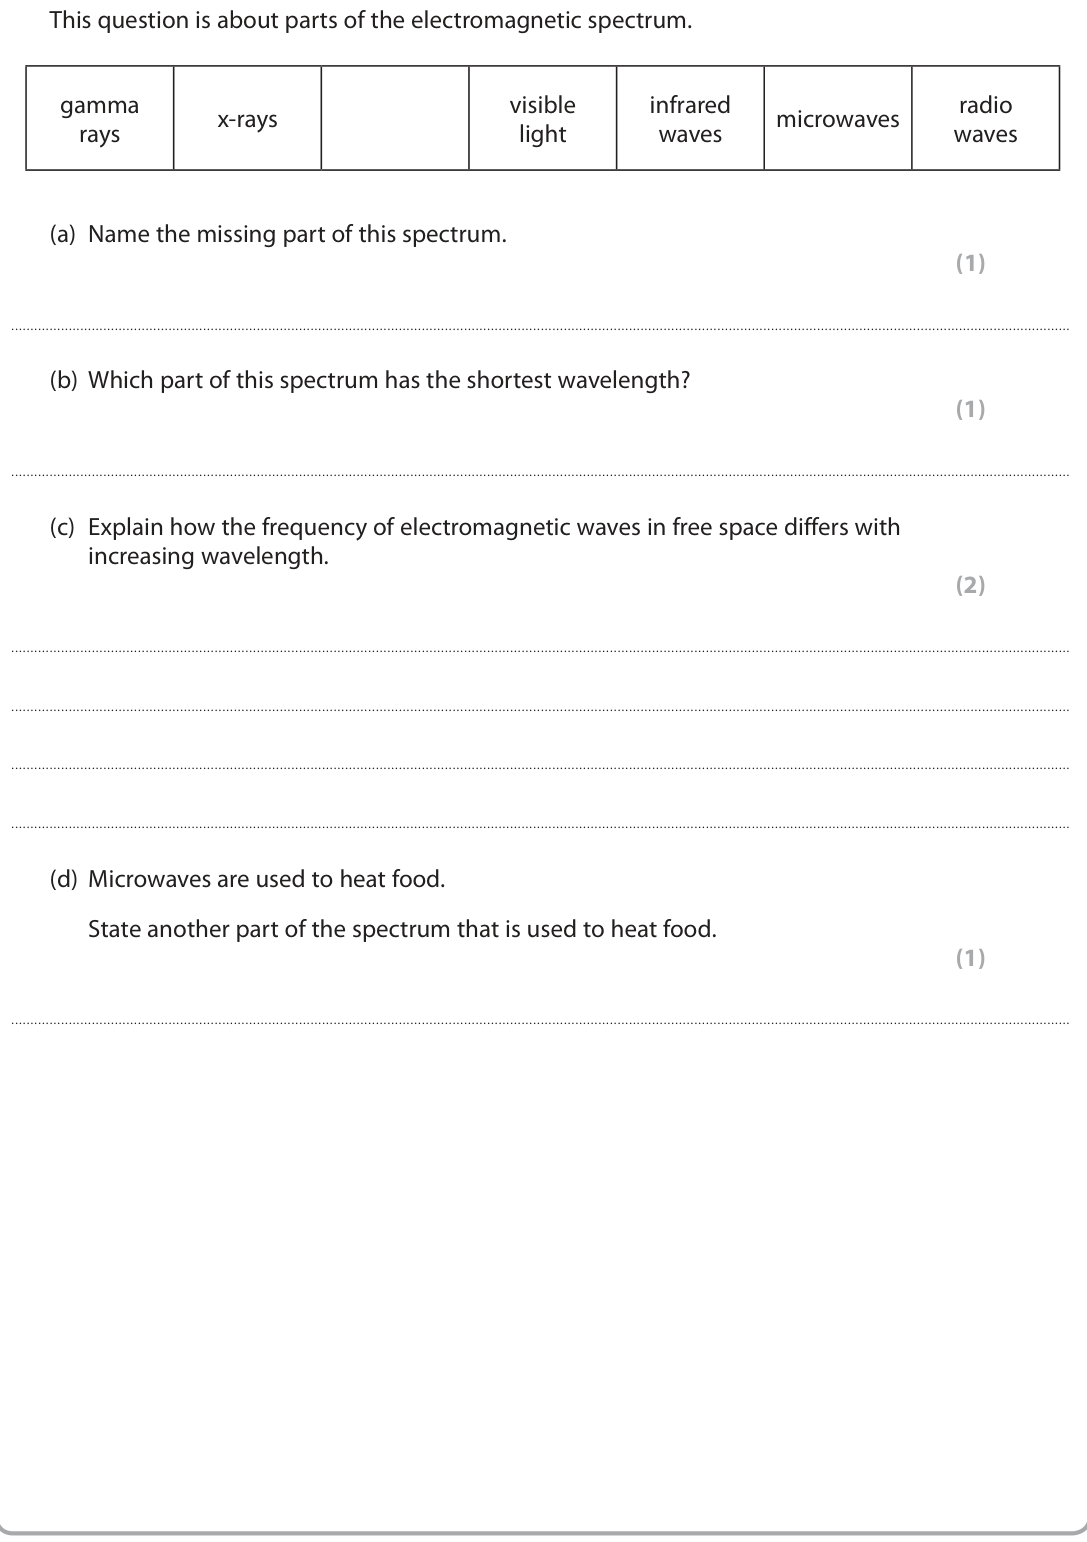 This question is about parts of the electromagnetic spectrum.
gamma rays
x-rays
visible light
infrared waves
microwaves
radio waves
(a) Name the missing part of this spectrum.
(1)
(b) Which part of this spectrum has the shortest wavelength?
(1)
(c) Explain how the frequency of electromagnetic waves in free space differs with
increasing wavelength.
(2)
(d) Microwaves are used to heat food.
State another part of the spectrum that is used to heat food.
(1)